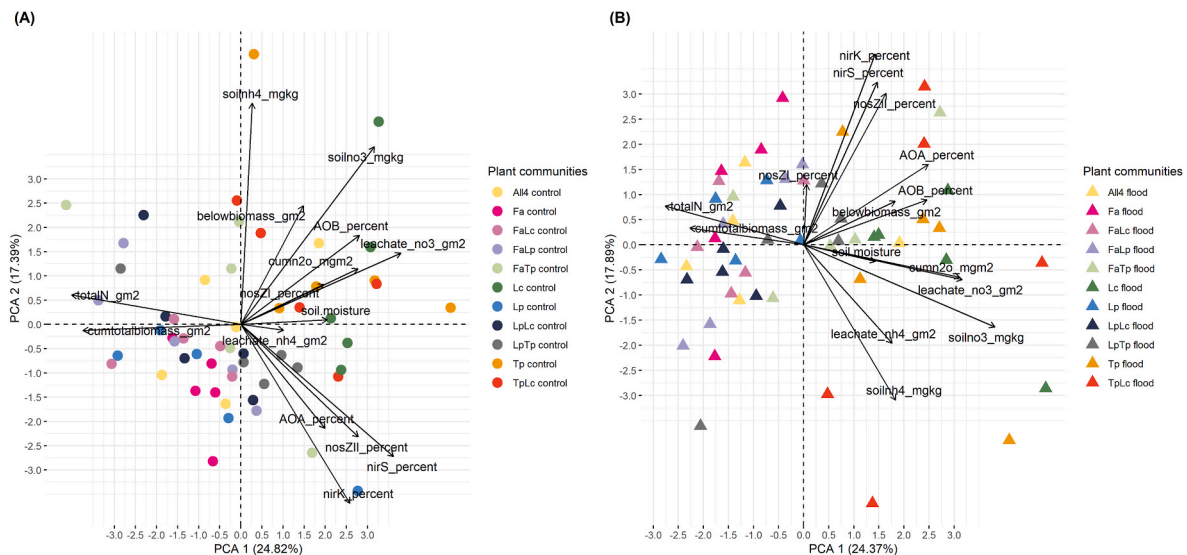 (A)
soilnh4_mgkg
soilno3_mgkg
belowbiomass_gm2
AOB_percent
leachate_no3_gm2
cumn2o_mgm2
nosZI_percent
totalN_gm2
soil.moisture
cumtotalbiomass_gm2
leachate_nh4_gm2
AOA_percent
nosZII_percent
nirS_percent
nirK_percent
PCA 2 (17.39%)
3.0
2.5
2.0
1.5
1.0
0.5
0.0
-0.5
-1.0
-1.5
-2.0
-2.5
-3.0
-3.0 -2.5 -2.0 -1.5 -1.0 -0.5 0.0 0.5 1.0 1.5 2.0 2.5 3.0
PCA 1 (24.82%)
Plant communities
All4 control
Fa control
FaLc control
FaLp control
FaTp control
Lc control
Lp control
LpLc control
LpTp control
Tp control
TpLc control
(B)
nirK_percent
nirS_percent
nosZII_percent
AOA_percent
nosZI_percent
AOB_percent
totalN_gm2
belowbiomass_gm2
cumtotalbiomass_gm2
soil.moisture
cumn2o_mgm2
leachate_no3_gm2
leachate_nh4_gm2
soilno3_mgkg
soilnh4_mgkg
PCA 2 (17.89%)
3.0
2.5
2.0
1.5
1.0
0.5
0.0
-0.5
-1.0
-1.5
-2.0
-2.5
-3.0
-3.0 -2.5 -2.0 -1.5 -1.0 -0.5 0.0 0.5 1.0 1.5 2.0 2.5 3.0
PCA 1 (24.37%)
Plant communities
All4 flood
Fa flood
FaLc flood
FaLp flood
FaTp flood
Lc flood
Lp flood
LpLc flood
LpTp flood
Tp flood
TpLc flood